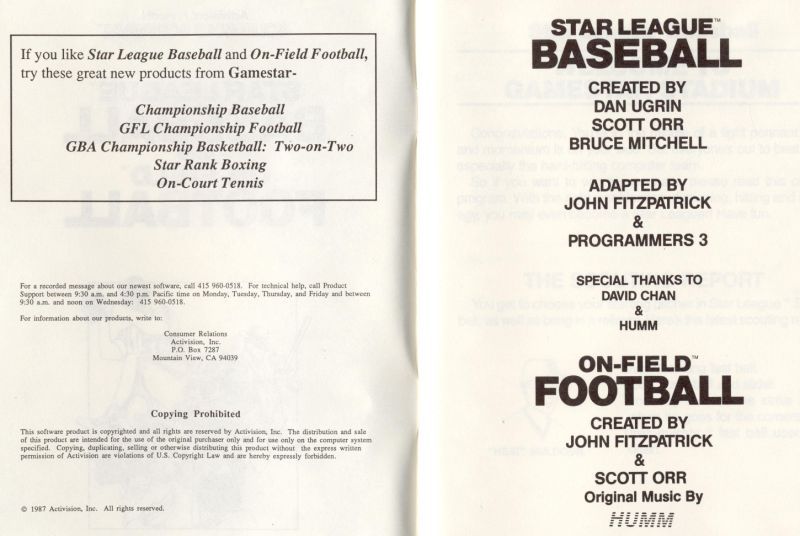 If you like Star League Baseball and On-Field Football,
try these great new products from Gamestar-
Championship Baseball
GFL Championship Football
GBA Championship Basketball: Two-on-Two
Star Rank Boxing
On-Court Tennis
For a recorded message about our newest software, call 415 960-0518. For technical help, call Product
Support between 9:30 a.m. and 4:30 p.m. Pacific time on Monday, Tuesday, Thursday, and Friday and between
9:30 a.m. and noon on Wednesday: 415 960-0518.
For information about our products, write to:
Consumer Relations
Activision, Inc.
P.O. Box 7287
Mountain View, CA 94039
Copying Prohibited
This software product is copyrighted and all rights are reserved by Activision, Inc. The distribution and sale
of this product are intended for the use of the original purchaser only and for use only on the computer system
specified. Copying, duplicating, selling or otherwise distributing this product without the express written
permission of Activision are violations of U.S. Copyright Law and are hereby expressly forbidden.
© 1987 Activision, Inc. All rights reserved.
STAR LEAGUE™
BASEBALL
CREATED BY
DAN UGRIN
SCOTT ORR
BRUCE MITCHELL
ADAPTED BY
JOHN FITZPATRICK
&
PROGRAMMERS 3
SPECIAL THANKS TO
DAVID CHAN
&
HUMM
ON-FIELD™
FOOTBALL
CREATED BY
JOHN FITZPATRICK
&
SCOTT ORR
Original Music By
HUMM